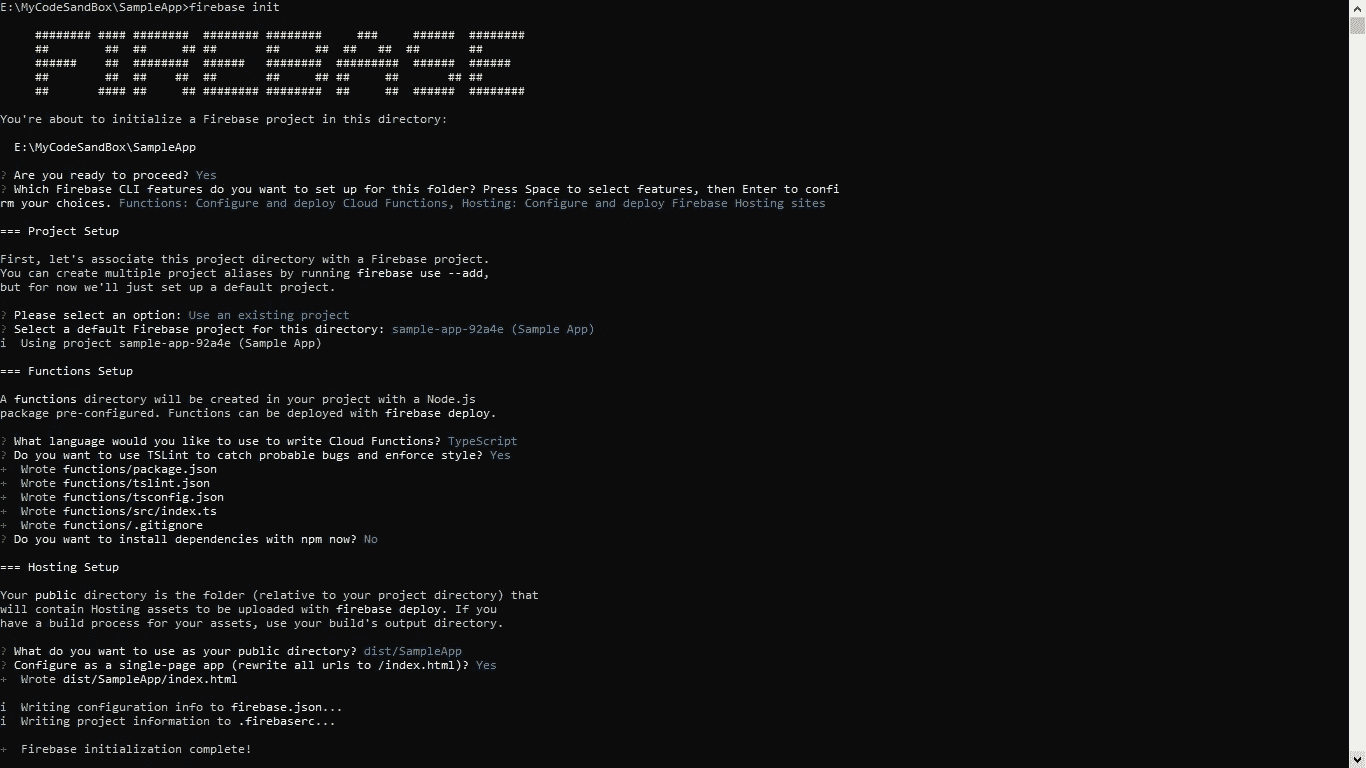 E:\MyCodeSandBox\SampleApp>firebase init
######## #### ########  ####### ########     ###     ######  ########
##        ##  ##     ## ##      ##     ##  ##   ##  ##       ##
######    ##  ########  ######  ########  #########  ######  ######
##        ##  ##    ##  ##      ##     ## ##     ##       ## ##
##       #### ##     ## ######## ########  ##     ##  ######  ########
You're about to initialize a Firebase project in this directory:
E:\MyCodeSandBox\SampleApp
? Are you ready to proceed? Yes
? Which Firebase CLI features do you want to set up for this folder? Press Space to select features, then Enter to confi
rm your choices. Functions: Configure and deploy Cloud Functions, Hosting: Configure and deploy Firebase Hosting sites
=== Project Setup
First, let's associate this project directory with a Firebase project.
You can create multiple project aliases by running firebase use --add,
but for now we'll just set up a default project.
? Please select an option: Use an existing project
? Select a default Firebase project for this directory: sample-app-92a4e (Sample App)
i  Using project sample-app-92a4e (Sample App)
=== Functions Setup
A functions directory will be created in your project with a Node.js
package pre-configured. Functions can be deployed with firebase deploy.
? What language would you like to use to write Cloud Functions? TypeScript
? Do you want to use TSLint to catch probable bugs and enforce style? Yes
+  Wrote functions/package.json
+  Wrote functions/tslint.json
+  Wrote functions/tsconfig.json
+  Wrote functions/src/index.ts
+  Wrote functions/.gitignore
? Do you want to install dependencies with npm now? No
=== Hosting Setup
Your public directory is the folder (relative to your project directory) that
will contain Hosting assets to be uploaded with firebase deploy. If you
have a build process for your assets, use your build's output directory.
? What do you want to use as your public directory? dist/SampleApp
? Configure as a single-page app (rewrite all urls to /index.html)? Yes
+  Wrote dist/SampleApp/index.html
i  Writing configuration info to firebase.json...
i  Writing project information to .firebaserc...
+  Firebase initialization complete!